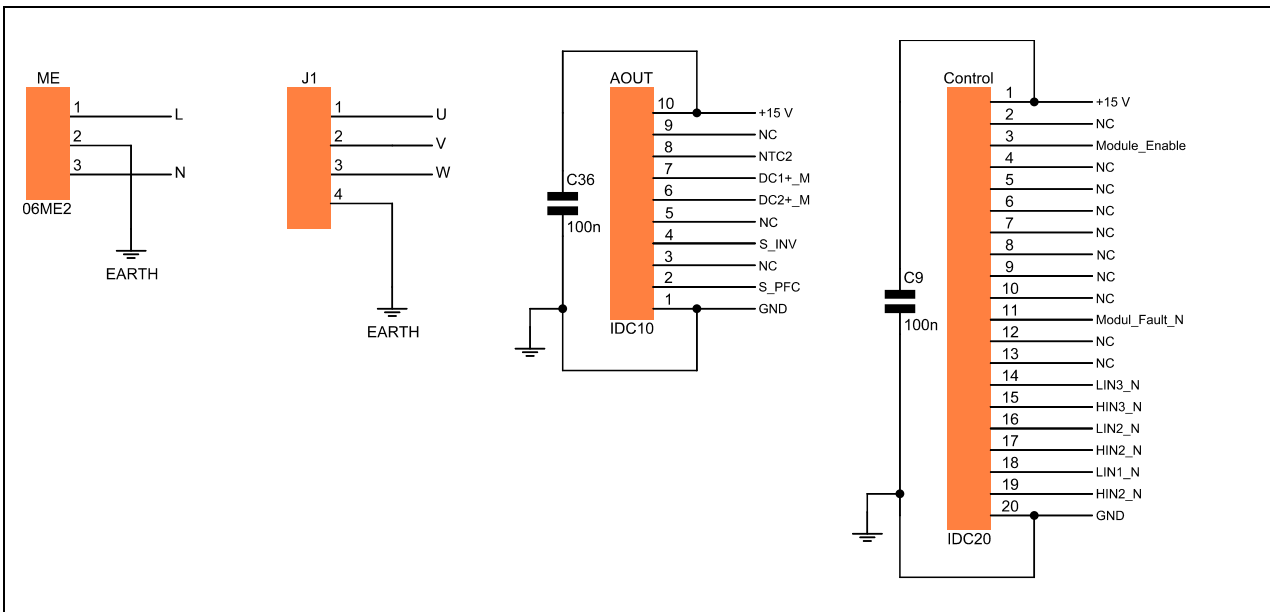 ME
1 L
2
3 N
06ME2
EARTH
J1
1 U
2 V
3 W
4
EARTH
AOUT
10 +15 V
9 NC
8 NTC2
7 DC1+_M
6 DC2+_M
5 NC
4 S_INV
3 NC
2 S_PFC
1 GND
IDC10
C36
100n
Control
1 +15 V
2 NC
3 Module_Enable
4 NC
5 NC
6 NC
7 NC
8 NC
9 NC
10 NC
11 Modul_Fault_N
12 NC
13 NC
14 LIN3_N
15 HIN3_N
16 LIN2_N
17 HIN2_N
18 LIN1_N
19 HIN2_N
20 GND
IDC20
C9
100n